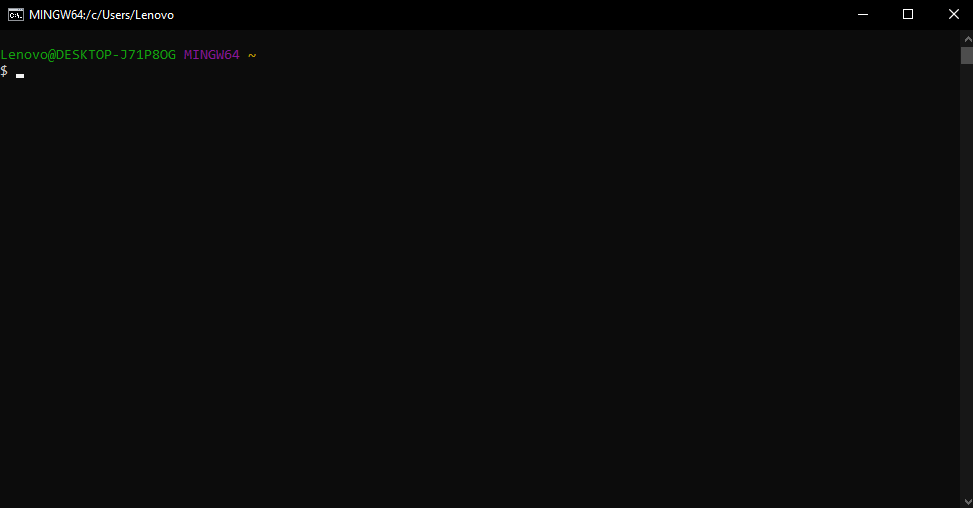 MINGW64:/c/Users/Lenovo
Lenovo@DESKTOP-J71P8OG MINGW64 ~
$